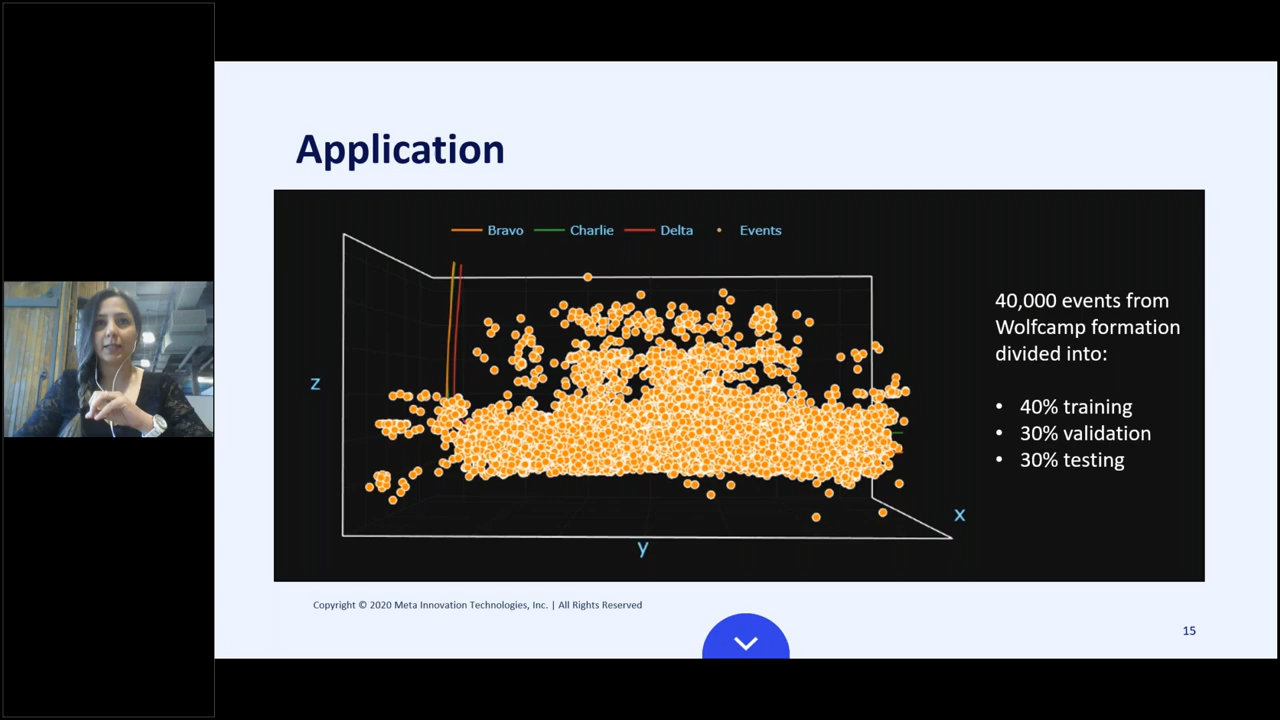 Application
Bravo Charlie Delta Events
z
y
x
40,000 events from
Wolfcamp formation
divided into:
• 40% training
• 30% validation
• 30% testing
Copyright © 2020 Meta Innovation Technologies, Inc. | All Rights Reserved
15